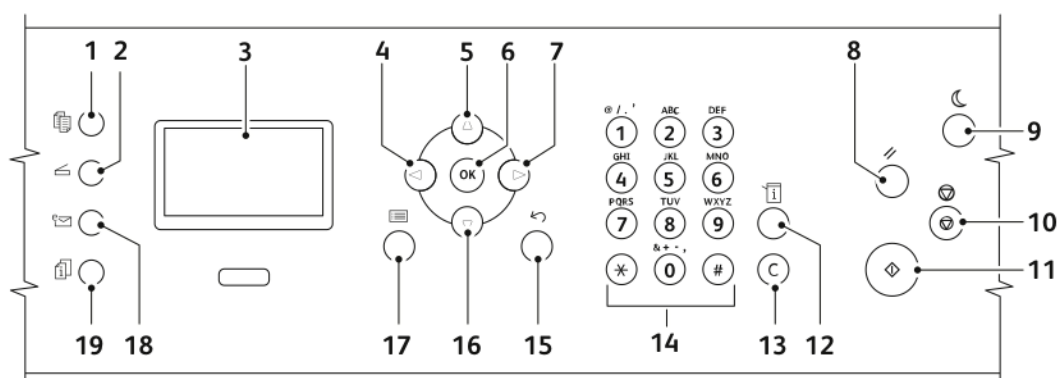 1 2 3 4 5 6 7 8
@ / . ' ABC DEF
1 2 3
9
GHI JKL MNO
OK
4 5 6
PQRS TUV WXYZ
7 8 9
10
& + - ,
* 0 #
C
11
19 18 17 16 15 14 13 12